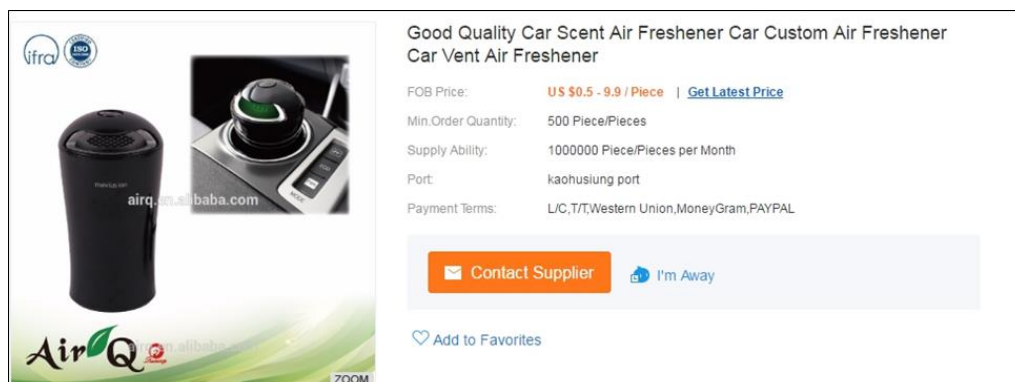 ifra
ISO
Good Quality Car Scent Air Freshener Car Custom Air Freshener
Car Vent Air Freshener
FOB Price: US $0.5 - 9.9 / Piece | Get Latest Price
Min.Order Quantity: 500 Piece/Pieces
Supply Ability: 1000000 Piece/Pieces per Month
Port: kaohusiung port
Payment Terms: L/C,T/T,Western Union,MoneyGram,PAYPAL
MODE
airq.en.alibaba.com
Contact Supplier
I'm Away
Add to Favorites
Air Q
ZOOM